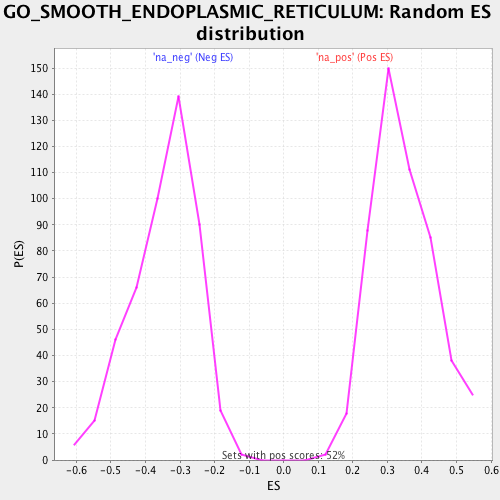 GO_SMOOTH_ENDOPLASMIC_RETICULUM: Random ES
distribution
'na_neg' (Neg ES) 'na_pos' (Pos ES)
150
140
130
120
110
100
90
80
70
60
50
40
30
20
10
0
P(ES)
Sets with pos scores: 52%
-0.6 -0.5 -0.4 -0.3 -0.2 -0.1 0.0 0.1 0.2 0.3 0.4 0.5 0.6
ES